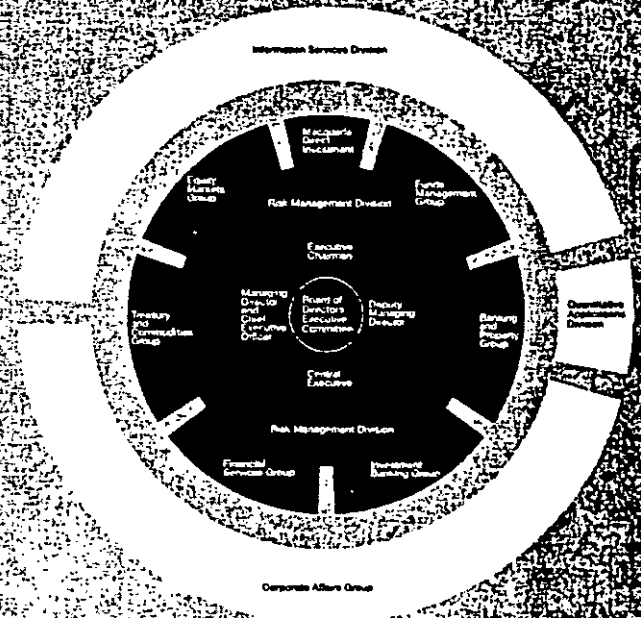 Information Services Division
Macquarie
Direct
Investment
Equity
Markets
Group
Funds
Management
Group
Risk Management Division
Executive
Chairman
Managing
Director
and
Chief
Executive
Officer
Board of
Directors
Executive
Committee
Deputy
Managing
Director
Treasury
and
Commodities
Group
Banking
and
Property
Group
Quantitative
Applications
Division
Central
Executive
Risk Management Division
Financial
Services Group
Investment
Banking Group
Corporate Affairs Group